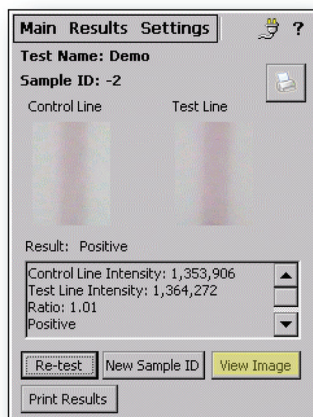 Main Results Settings ?
Test Name: Demo
Sample ID: -2
Control Line Test Line
Result: Positive
Control Line Intensity: 1,353,906
Test Line Intensity: 1,364,272
Ratio: 1.01
Positive
Re-test New Sample ID View Image
Print Results